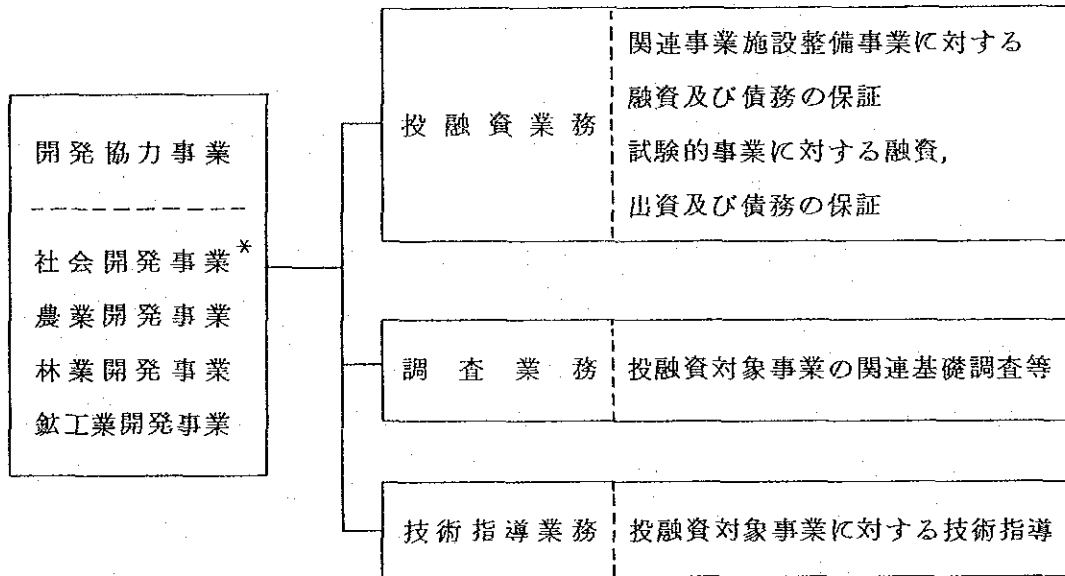 開発協力事業
社会開発事業*
農業開発事業
林業開発事業
鉱工業開発事業
投融資業務
関連事業施設整備事業に対する
融資及び債務の保証
試験的事業に対する融資,
出資及び債務の保証
調査業務
投融資対象事業の関連基礎調査等
技術指導業務
投融資対象事業に対する技術指導